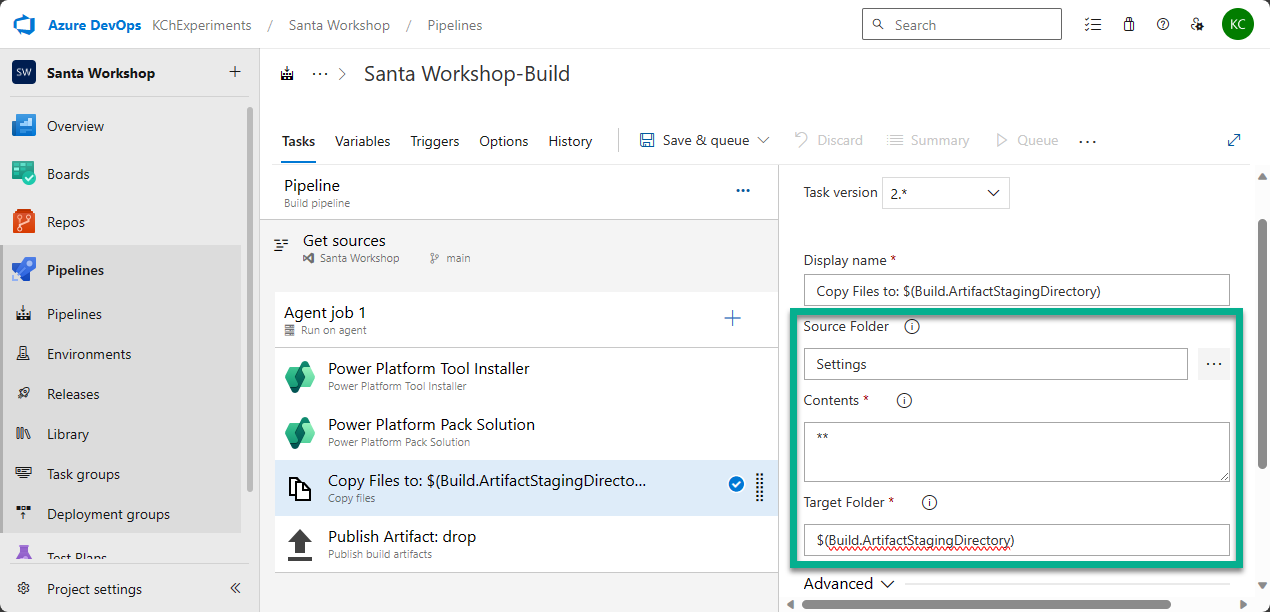 Azure DevOps KChExperiments / Santa Workshop / Pipelines
Search
KC
SW Santa Workshop +
Overview
Boards
Repos
Pipelines
Pipelines
Environments
Releases
Library
Task groups
Deployment groups
Test Plans
Project settings
Santa Workshop-Build
Tasks Variables Triggers Options History Save & queue Discard Summary Queue ...
Pipeline
Build pipeline
Get sources
Santa Workshop main
Agent job 1
Run on agent
Power Platform Tool Installer
Power Platform Tool Installer
Power Platform Pack Solution
Power Platform Pack Solution
Copy Files to: $(Build.ArtifactStagingDirecto...
Copy files
Publish Artifact: drop
Publish build artifacts
Task version 2.*
Display name *
Copy Files to: $(Build.ArtifactStagingDirectory)
Source Folder
Settings
Contents *
**
Target Folder *
$(Build.ArtifactStagingDirectory)
Advanced